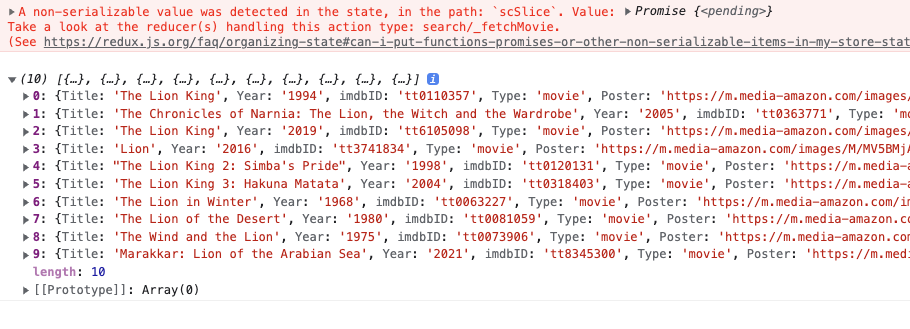 ▶A non-serializable value was detected in the state, in the path: `scSlice`. Value: ▶Promise {<pending>}
Take a look at the reducer(s) handling this action type: search/_fetchMovie.
(See https://redux.js.org/faq/organizing-state#can-i-put-functions-promises-or-other-non-serializable-items-in-my-store-stat
▼(10) [{…}, {…}, {…}, {…}, {…}, {…}, {…}, {…}, {…}, {…}] i
▶0: {Title: 'The Lion King', Year: '1994', imdbID: 'tt0110357', Type: 'movie', Poster: 'https://m.media-amazon.com/images/
▶1: {Title: 'The Chronicles of Narnia: The Lion, the Witch and the Wardrobe', Year: '2005', imdbID: 'tt0363771', Type: 'mo
▶2: {Title: 'The Lion King', Year: '2019', imdbID: 'tt6105098', Type: 'movie', Poster: 'https://m.media-amazon.com/images/
▶3: {Title: 'Lion', Year: '2016', imdbID: 'tt3741834', Type: 'movie', Poster: 'https://m.media-amazon.com/images/M/MV5BMjA
▶4: {Title: "The Lion King 2: Simba's Pride", Year: '1998', imdbID: 'tt0120131', Type: 'movie', Poster: 'https://m.media-am
▶5: {Title: 'The Lion King 3: Hakuna Matata', Year: '2004', imdbID: 'tt0318403', Type: 'movie', Poster: 'https://m.media-am
▶6: {Title: 'The Lion in Winter', Year: '1968', imdbID: 'tt0063227', Type: 'movie', Poster: 'https://m.media-amazon.com/im
▶7: {Title: 'The Lion of the Desert', Year: '1980', imdbID: 'tt0081059', Type: 'movie', Poster: 'https://m.media-amazon.co
▶8: {Title: 'The Wind and the Lion', Year: '1975', imdbID: 'tt0073906', Type: 'movie', Poster: 'https://m.media-amazon.com
▶9: {Title: 'Marakkar: Lion of the Arabian Sea', Year: '2021', imdbID: 'tt8345300', Type: 'movie', Poster: 'https://m.medi
length: 10
▶[[Prototype]]: Array(0)